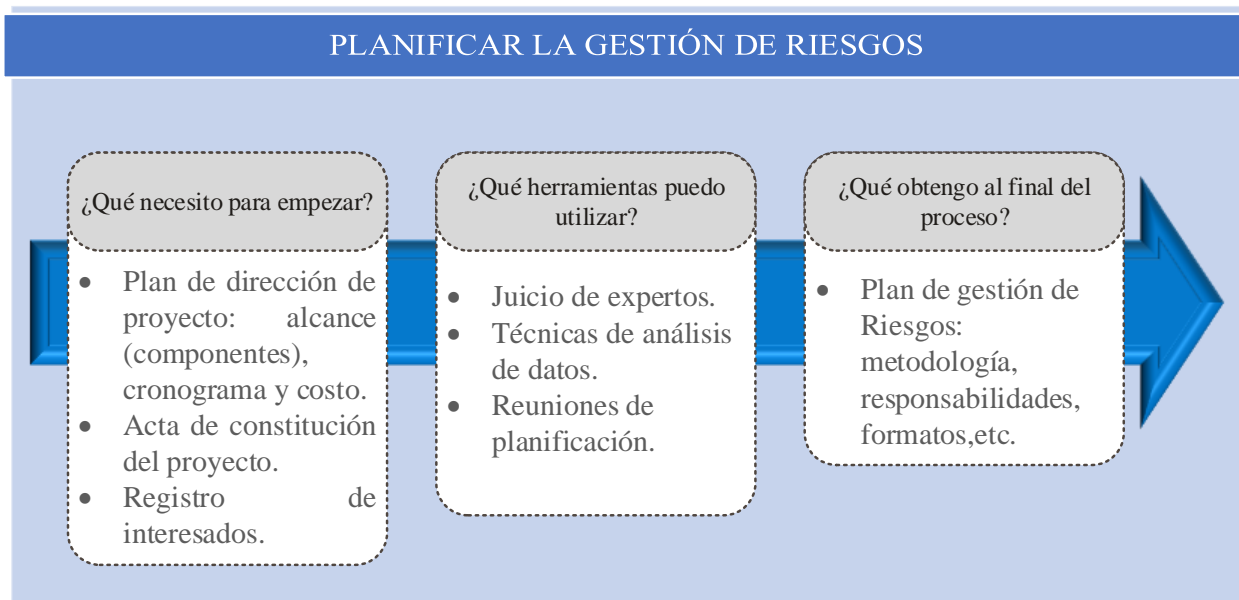 PLANIFICAR LA GESTIÓN DE RIESGOS
¿Qué necesito para empezar?
• Plan de dirección de
proyecto: alcance
(componentes),
cronograma y costo.
• Acta de constitución
del proyecto.
• Registro de
interesados.
¿Qué herramientas puedo
utilizar?
• Juicio de expertos.
• Técnicas de análisis
de datos.
• Reuniones de
planificación.
¿Qué obtengo al final del
proceso?
• Plan de gestión de
Riesgos:
metodología,
responsabilidades,
formatos,etc.